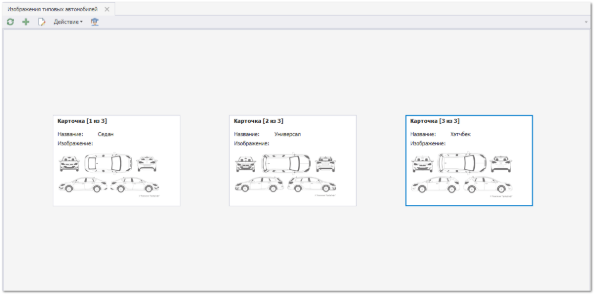 Изображения типовых автомобилей
Действие
Карточка [1 из 3]
Название: Седан
Изображение:
Карточка [2 из 3]
Название: Универсал
Изображение:
Карточка [3 из 3]
Название: Хэтчбек
Изображение: